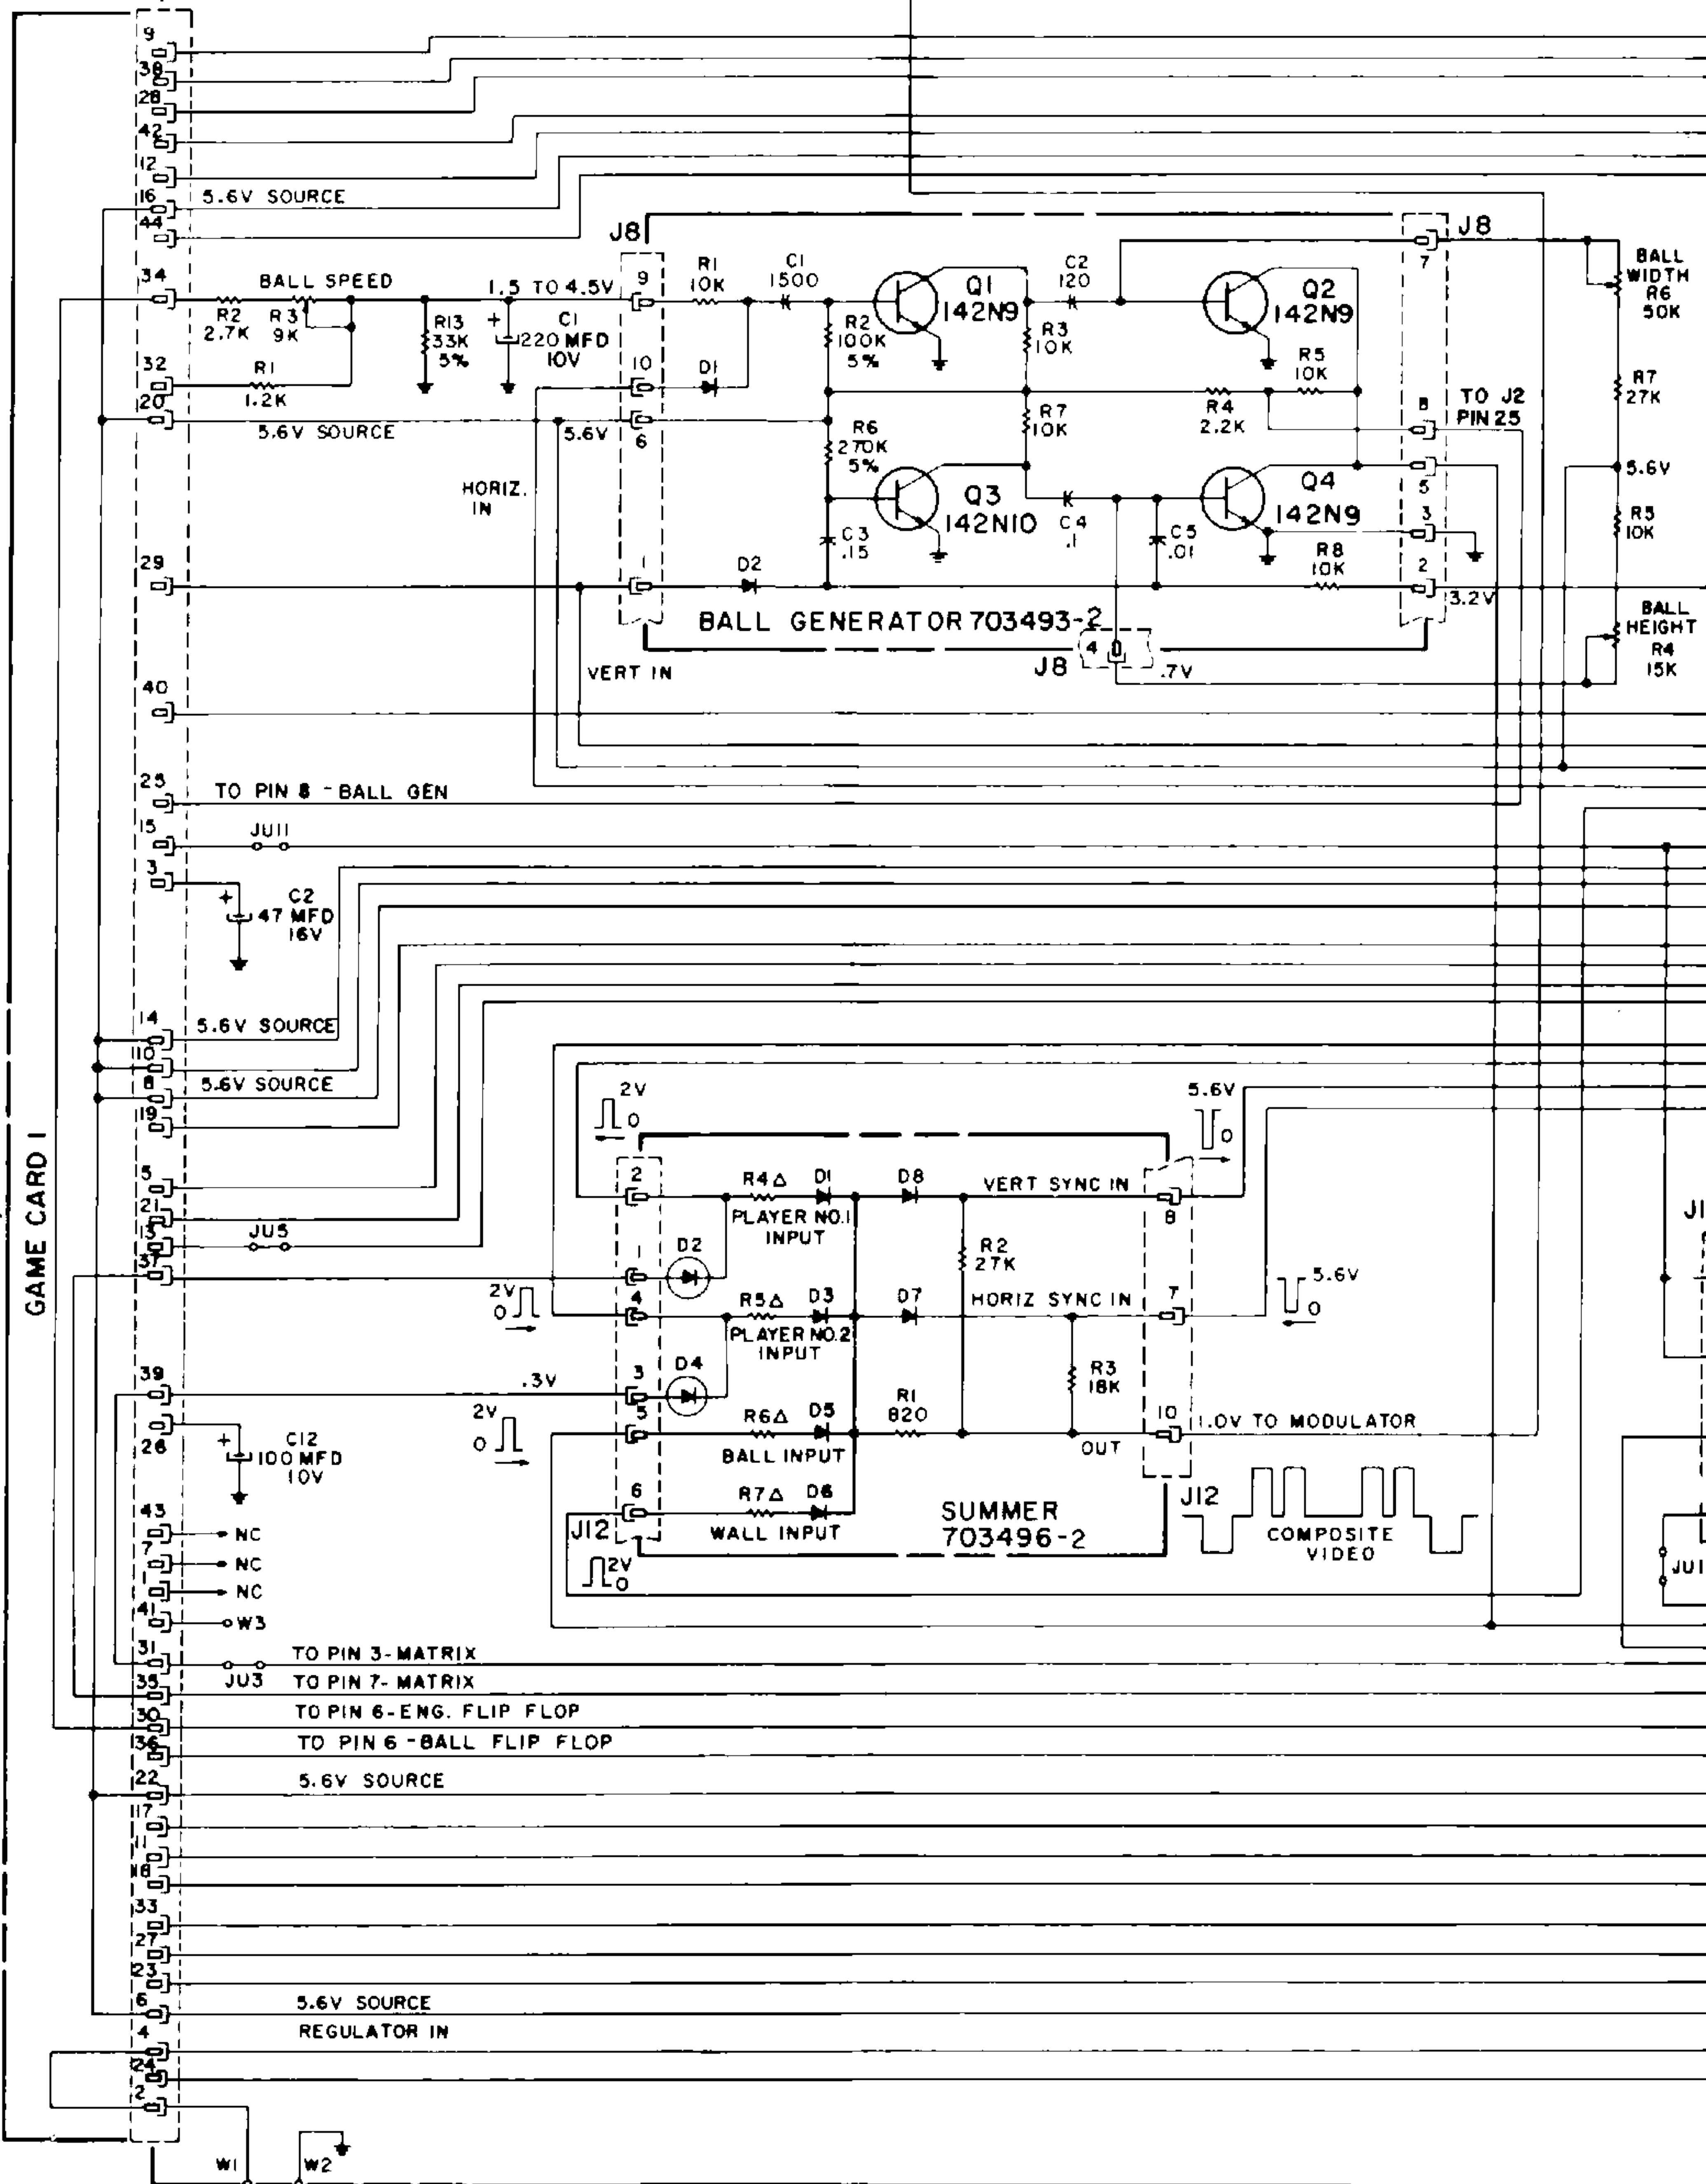 9
38
28
42
12
16
5.6V SOURCE
44
34
BALL SPEED
R2
2.7K
R3
9K
R13
33K
5%
1.5 TO 4.5V
+
C1
220 MFD
10V
32
R1
1.2K
20
5.6V SOURCE
5.6V
HORIZ.
IN
29
VERT IN
40
25
TO PIN 8 - BALL GEN
15
JU11
3
+
C2
47 MFD
16V
14
5.6V SOURCE
10
8
5.6V SOURCE
19
5
21
13
JU5
37
39
.3V
26
+
C12
100 MFD
10V
43
NC
7
NC
1
NC
41
W3
31
JU3
TO PIN 3-MATRIX
35
TO PIN 7-MATRIX
30
TO PIN 6-ENG. FLIP FLOP
36
TO PIN 6-BALL FLIP FLOP
22
5.6V SOURCE
17
11
18
33
27
23
6
5.6V SOURCE
4
REGULATOR IN
24
2
W1
W2
GAME CARD 1
J8
9
10
6
1
R1
10K
C1
1500
D1
Q1
142N9
R2
100K
5%
R3
10K
C2
120
Q2
142N9
R5
10K
R4
2.2K
R6
270K
5%
R7
10K
Q3
142N10
C3
.15
C4
.1
C5
.01
Q4
142N9
R8
10K
D2
BALL GENERATOR 703493-2
J8
4
.7V
J8
7
8
TO J2
PIN 25
5
3
2
3.2V
BALL
WIDTH
R6
50K
R7
27K
5.6V
R5
10K
BALL
HEIGHT
R4
15K
2V
0
5.6V
0
2
R4△
D1
D8
VERT SYNC IN
8
PLAYER NO.1
INPUT
D2
1
R2
27K
2V
0
4
R5△
D3
D7
HORIZ SYNC IN
7
5.6V
0
PLAYER NO.2
INPUT
D4
3
R3
18K
2V
0
5
R6△
D5
R1
820
OUT
10
1.0V TO MODULATOR
BALL INPUT
6
R7△
D6
WALL INPUT
J12
2V
0
SUMMER
703496-2
J12
COMPOSITE
VIDEO
J1
JU1